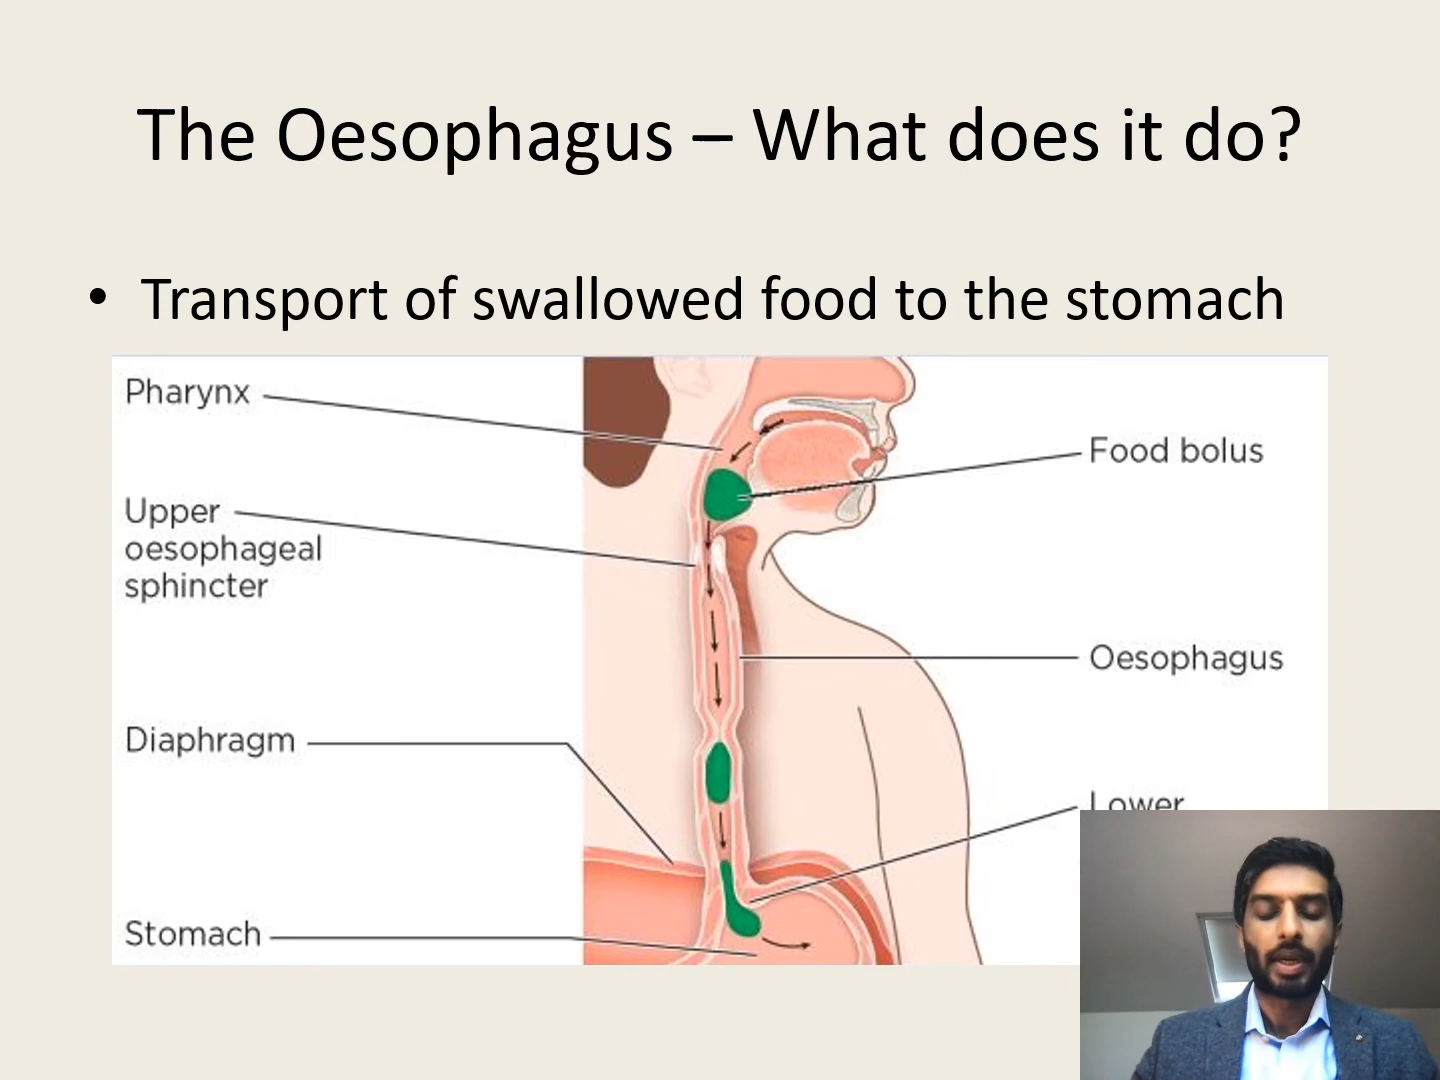 The Oesophagus – What does it do?
• Transport of swallowed food to the stomach
Pharynx
Food bolus
Upper
oesophageal
sphincter
Oesophagus
Diaphragm
Lower
Stomach